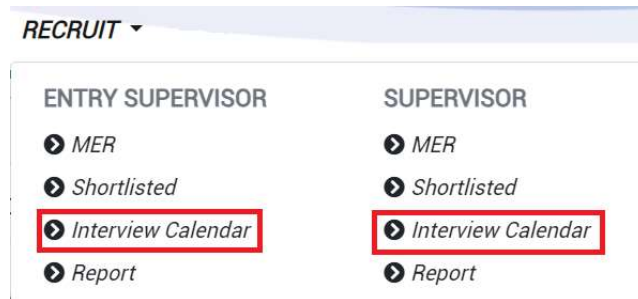 RECRUIT
ENTRY SUPERVISOR
MER
Shortlisted
Interview Calendar
Report
SUPERVISOR
MER
Shortlisted
Interview Calendar
Report